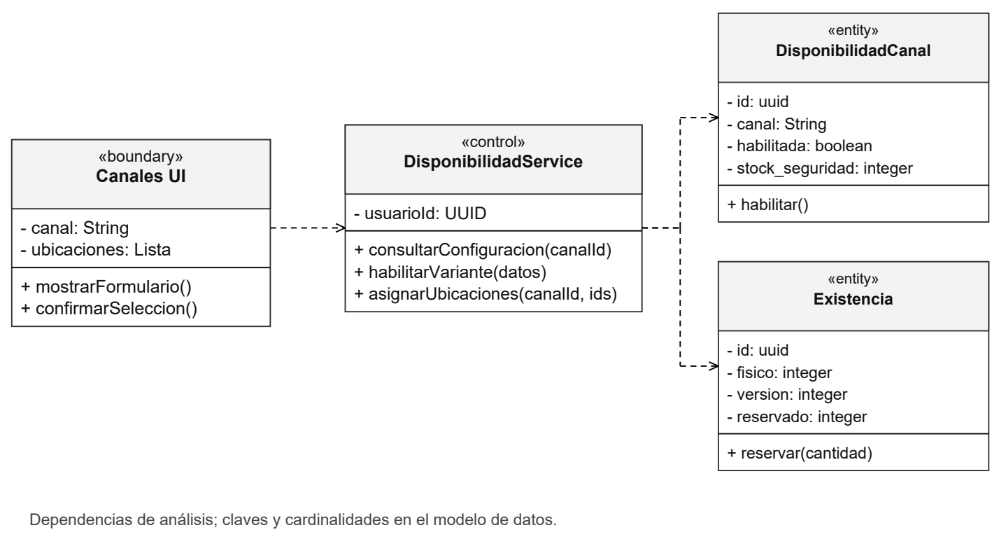 «boundary»
Canales UI
- canal: String
- ubicaciones: Lista
+ mostrarFormulario()
+ confirmarSeleccion()
«control»
DisponibilidadService
- usuarioId: UUID
+ consultarConfiguracion(canalId)
+ habilitarVariante(datos)
+ asignarUbicaciones(canalId, ids)
«entity»
DisponibilidadCanal
- id: uuid
- canal: String
- habilitada: boolean
- stock_seguridad: integer
+ habilitar()
«entity»
Existencia
- id: uuid
- fisico: integer
- version: integer
- reservado: integer
+ reservar(cantidad)
Dependencias de análisis; claves y cardinalidades en el modelo de datos.